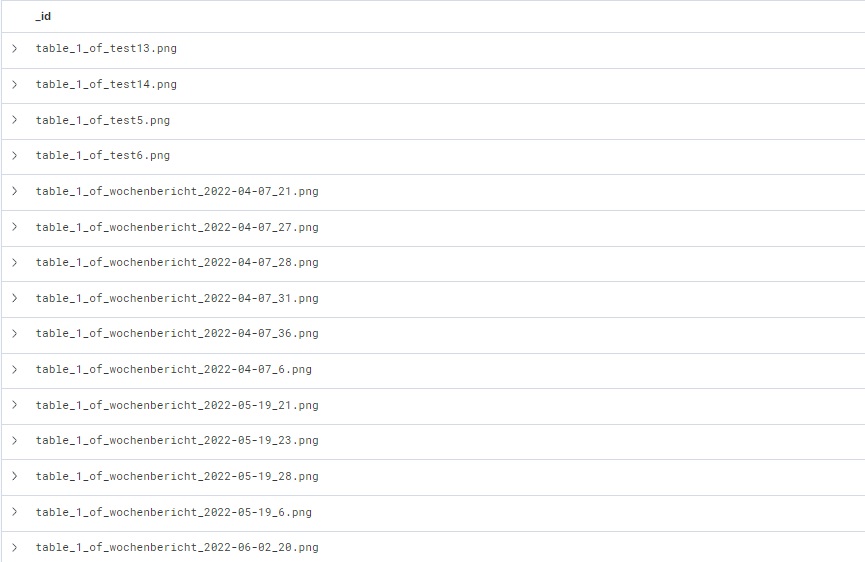 _id
table_1_of_test13.png
table_1_of_test14.png
table_1_of_test5.png
table_1_of_test6.png
table_1_of_wochenbericht_2022-04-07_21.png
table_1_of_wochenbericht_2022-04-07_27.png
table_1_of_wochenbericht_2022-04-07_28.png
table_1_of_wochenbericht_2022-04-07_31.png
table_1_of_wochenbericht_2022-04-07_36.png
table_1_of_wochenbericht_2022-04-07_6.png
table_1_of_wochenbericht_2022-05-19_21.png
table_1_of_wochenbericht_2022-05-19_23.png
table_1_of_wochenbericht_2022-05-19_28.png
table_1_of_wochenbericht_2022-05-19_6.png
table_1_of_wochenbericht_2022-06-02_20.png